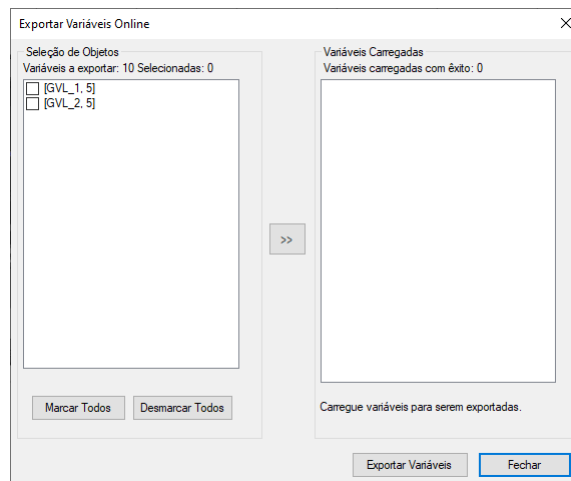 Exportar Variáveis Online
Seleção de Objetos
Variáveis a exportar: 10 Selecionadas: 0
[GVL_1, 5]
[GVL_2, 5]
Marcar Todos
Desmarcar Todos
>>
Variáveis Carregadas
Variáveis carregadas com êxito: 0
Carregue variáveis para serem exportadas.
Exportar Variáveis
Fechar